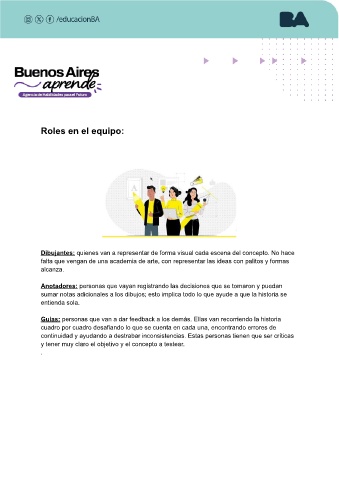 /educacionBA
BA
Buenos Aires
aprende
Agencia de Habilidades para el Futuro
Roles en el equipo:
Dibujantes: quienes van a representar de forma visual cada escena del concepto. No hace
falta que vengan de una academia de arte, con representar las ideas con palitos y formas
alcanza.
Anotadores: personas que vayan registrando las decisiones que se tomaron y puedan
sumar notas adicionales a los dibujos; esto implica todo lo que ayude a que la historia se
entienda sola.
Guías: personas que van a dar feedback a los demás. Ellas van recorriendo la historia
cuadro por cuadro desafiando lo que se cuenta en cada una, encontrando errores de
continuidad y ayudando a destrabar inconsistencias. Estas personas tienen que ser críticas
y tener muy claro el objetivo y el concepto a testear.